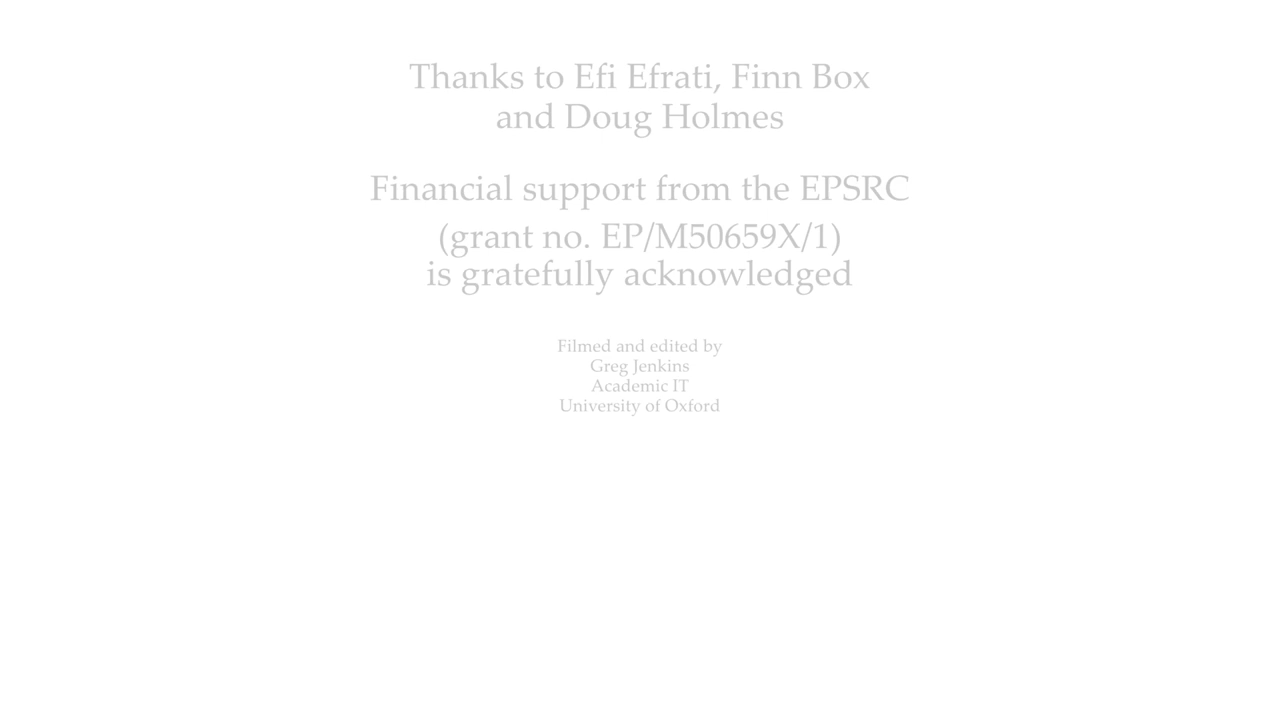 Thanks to Efi Efrati, Finn Box
and Doug Holmes
Financial support from the EPSRC
(grant no. EP/M50659X/1)
is gratefully acknowledged
Filmed and edited by
Greg Jenkins
Academic IT
University of Oxford